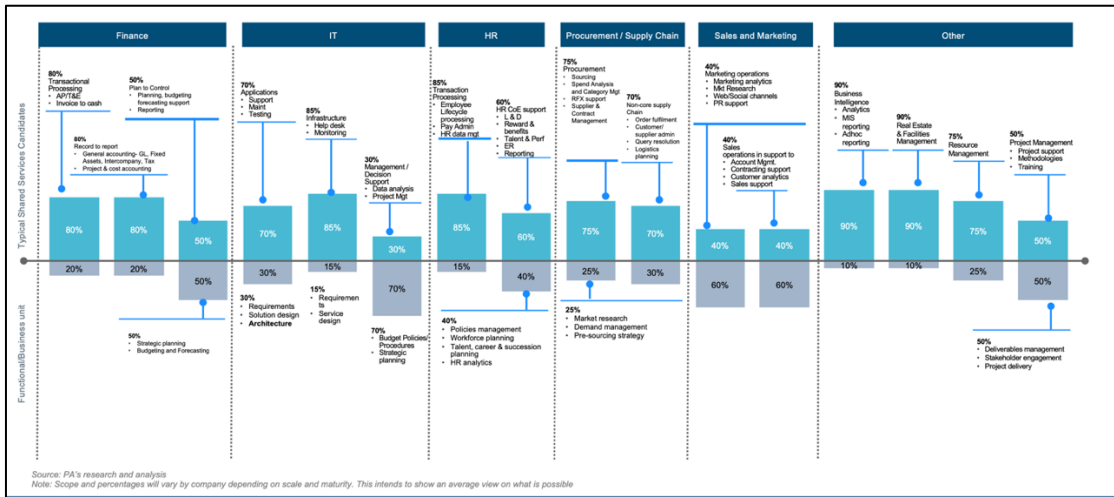 Finance
IT
HR
Procurement / Supply Chain
Sales and Marketing
Other
Typical Shared Services Candidates
Functional/Business unit
80%
Transactional
Processing
• AP/T&E
• Invoice to cash
50%
Plan to Control
• Planning, budgeting
forecasting support
• Reporting
80%
Record to report
• General accounting- GL, Fixed
Assets, Intercompany, Tax
• Project & cost accounting
70%
Applications
• Support
• Maint
• Testing
85%
Infrastructure
• Help desk
• Monitoring
30%
Management /
Decision
Support
• Data analysis
• Project Mgt
85%
Transaction
Processing
• Employee
Lifecycle
processing
• Pay Admin
• HR data mgt
60%
HR CoE support
• L & D
• Reward &
benefits
• Talent & Perf
• ER
• Reporting
75%
Procurement
• Sourcing
• Spend Analysis
and Category Mgt
• RFX support
• Supplier &
Contract
Management
70%
Non-core supply
Chain
• Order fulfilment
• Customer/
supplier admin
• Query resolution
• Logistics
planning
40%
Marketing operations
• Marketing analytics
• Mkt Research
• Web/Social channels
• PR support
40%
Sales
operations in support to
• Account Mgmt.
• Contracting support
• Customer analytics
• Sales support
90%
Business
Intelligence
• Analytics
• MIS
reporting
• Adhoc
reporting
90%
Real Estate
& Facilities
Management
75%
Resource
Management
50%
Project Management
• Project support
• Methodologies
• Training
80%
80%
50%
70%
85%
30%
85%
60%
75%
70%
40%
40%
90%
90%
75%
50%
20%
20%
50%
30%
15%
70%
15%
40%
25%
30%
60%
60%
10%
10%
25%
50%
50%
• Strategic planning
• Budgeting and Forecasting
30%
• Requirements
• Solution design
• Architecture
15%
• Requiremen
ts
• Service
design
70%
• Budget Policies/
Procedures
• Strategic
planning
40%
• Policies management
• Workforce planning
• Talent, career & succession
planning
• HR analytics
25%
• Market research
• Demand management
• Pre-sourcing strategy
50%
• Deliverables management
• Stakeholder engagement
• Project delivery
Source: PA's research and analysis
Note: Scope and percentages will vary by company depending on scale and maturity. This intends to show an average view on what is possible